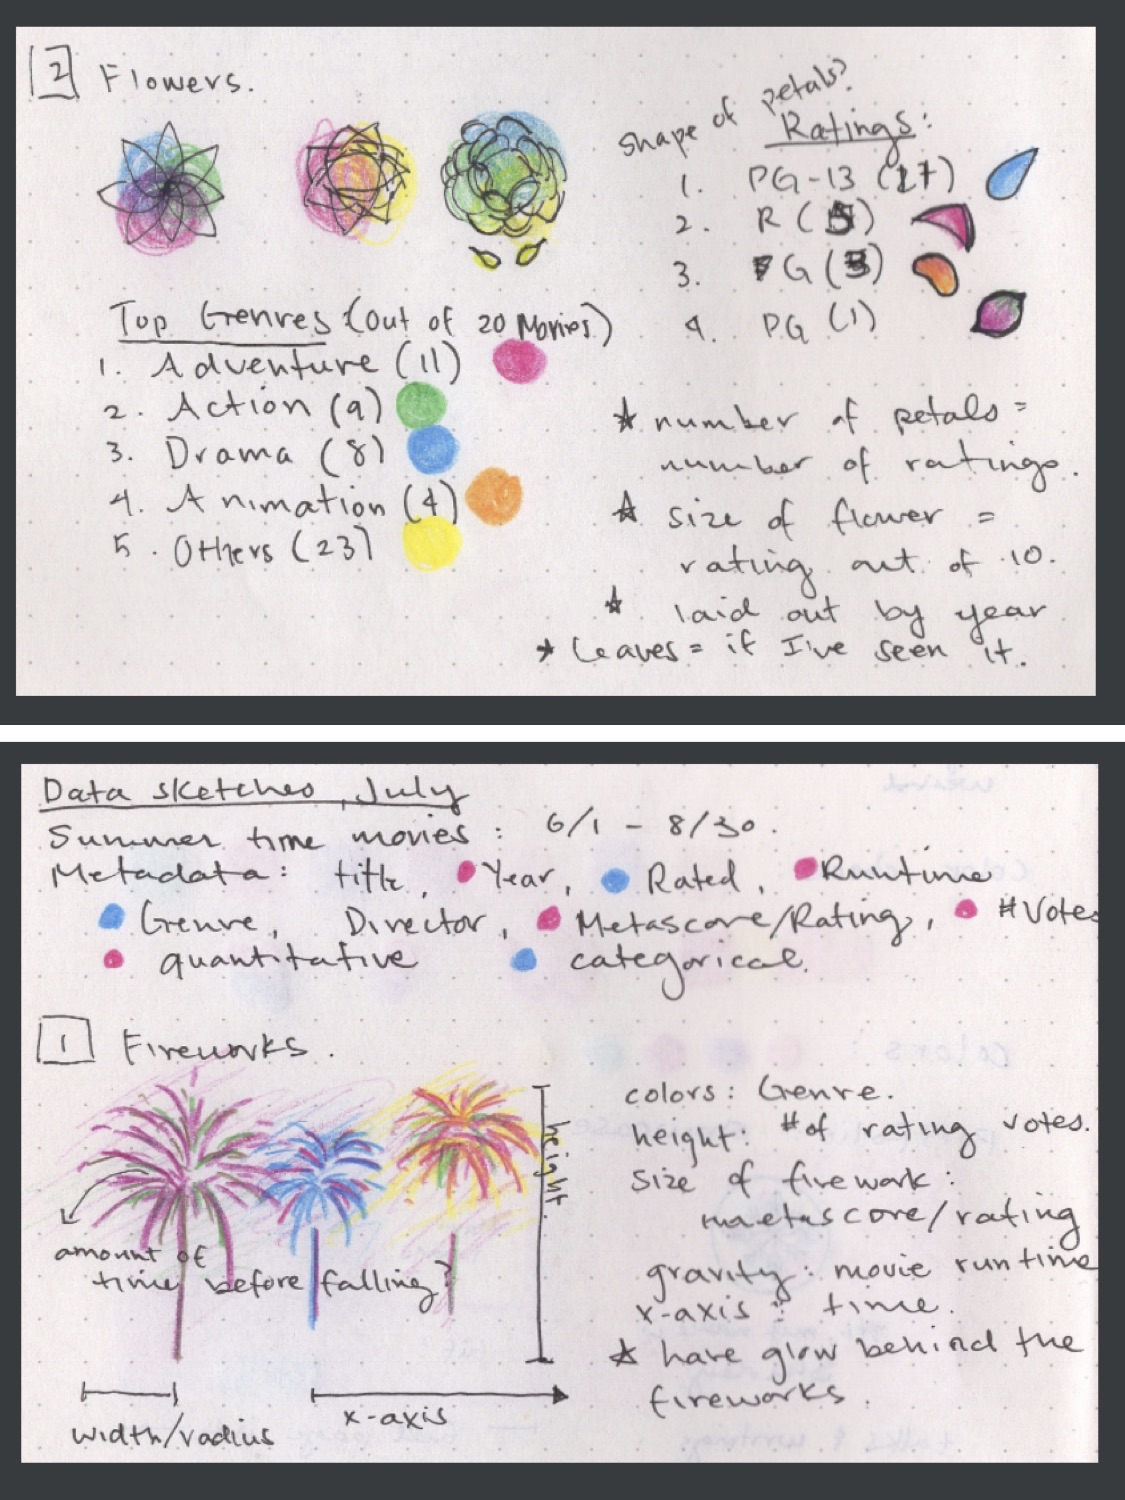 2 Flowers.
shape of petals?
Ratings:
1. PG-13 (17)
2. R (5)
3. G (3)
4. PG (1)
Top Genres: (Out of 20 Movies)
1. Adventure (11)
2. Action (9)
3. Drama (8)
4. Animation (4)
5. Others (23)
★ number of petals =
number of ratings.
★ size of flower =
rating out of 10.
★ laid out by year
★ leaves = if I've seen it.
Data sketches, July
Summer time movies: 6/1 - 8/30.
Metadata: title, Year, Rated, Runtime
Genre, Director, Metascore/Rating, #Votes
quantitative categorical.
1 Fireworks.
height.
amount of
time before falling?
width/radius
x-axis
colors: Genre.
height: # of rating votes.
size of firework:
metascore/rating
gravity: movie runtime
x-axis: time.
★ have glow behind the
fireworks.